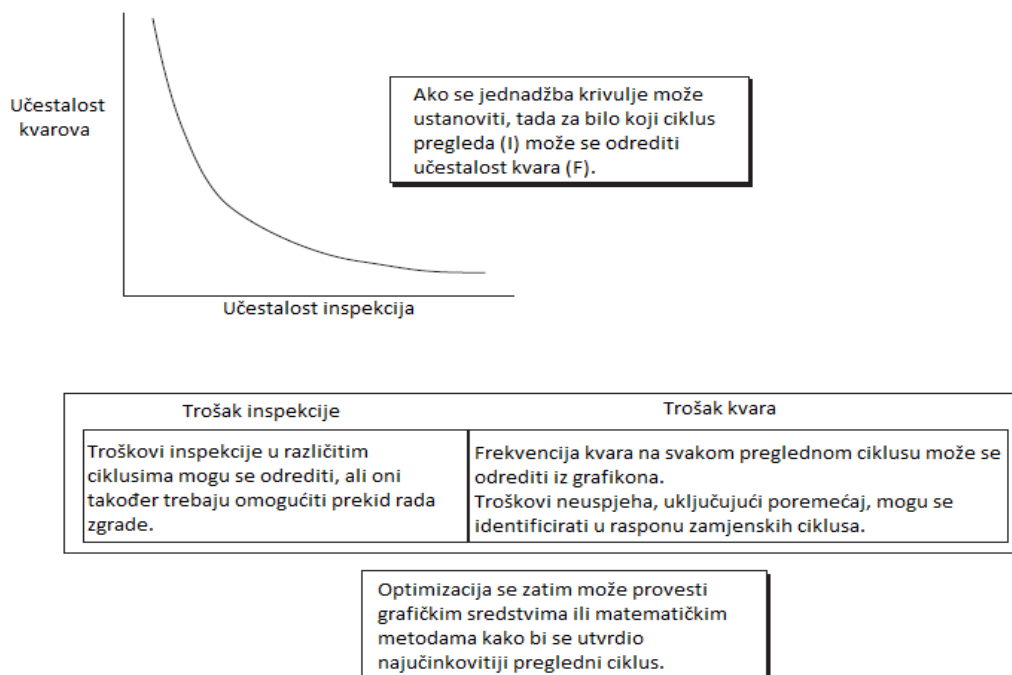 Učestalost
kvarova
Ako se jednadžba krivulje može
ustanoviti, tada za bilo koji ciklus
pregleda (I) može se odrediti
učestalost kvara (F).
Učestalost inspekcija
Trošak inspekcije
Troškovi inspekcije u različitim
ciklusima mogu se odrediti, ali oni
također trebaju omogućiti prekid rada
zgrade.
Trošak kvara
Frekvencija kvara na svakom preglednom ciklusu može se
odrediti iz grafikona.
Troškovi neuspjeha, uključujući poremećaj, mogu se
identificirati u rasponu zamjenskih ciklusa.
Optimizacija se zatim može provesti
grafičkim sredstvima ili matematičkim
metodama kako bi se utvrdio
najučinkovitiji pregledni ciklus.